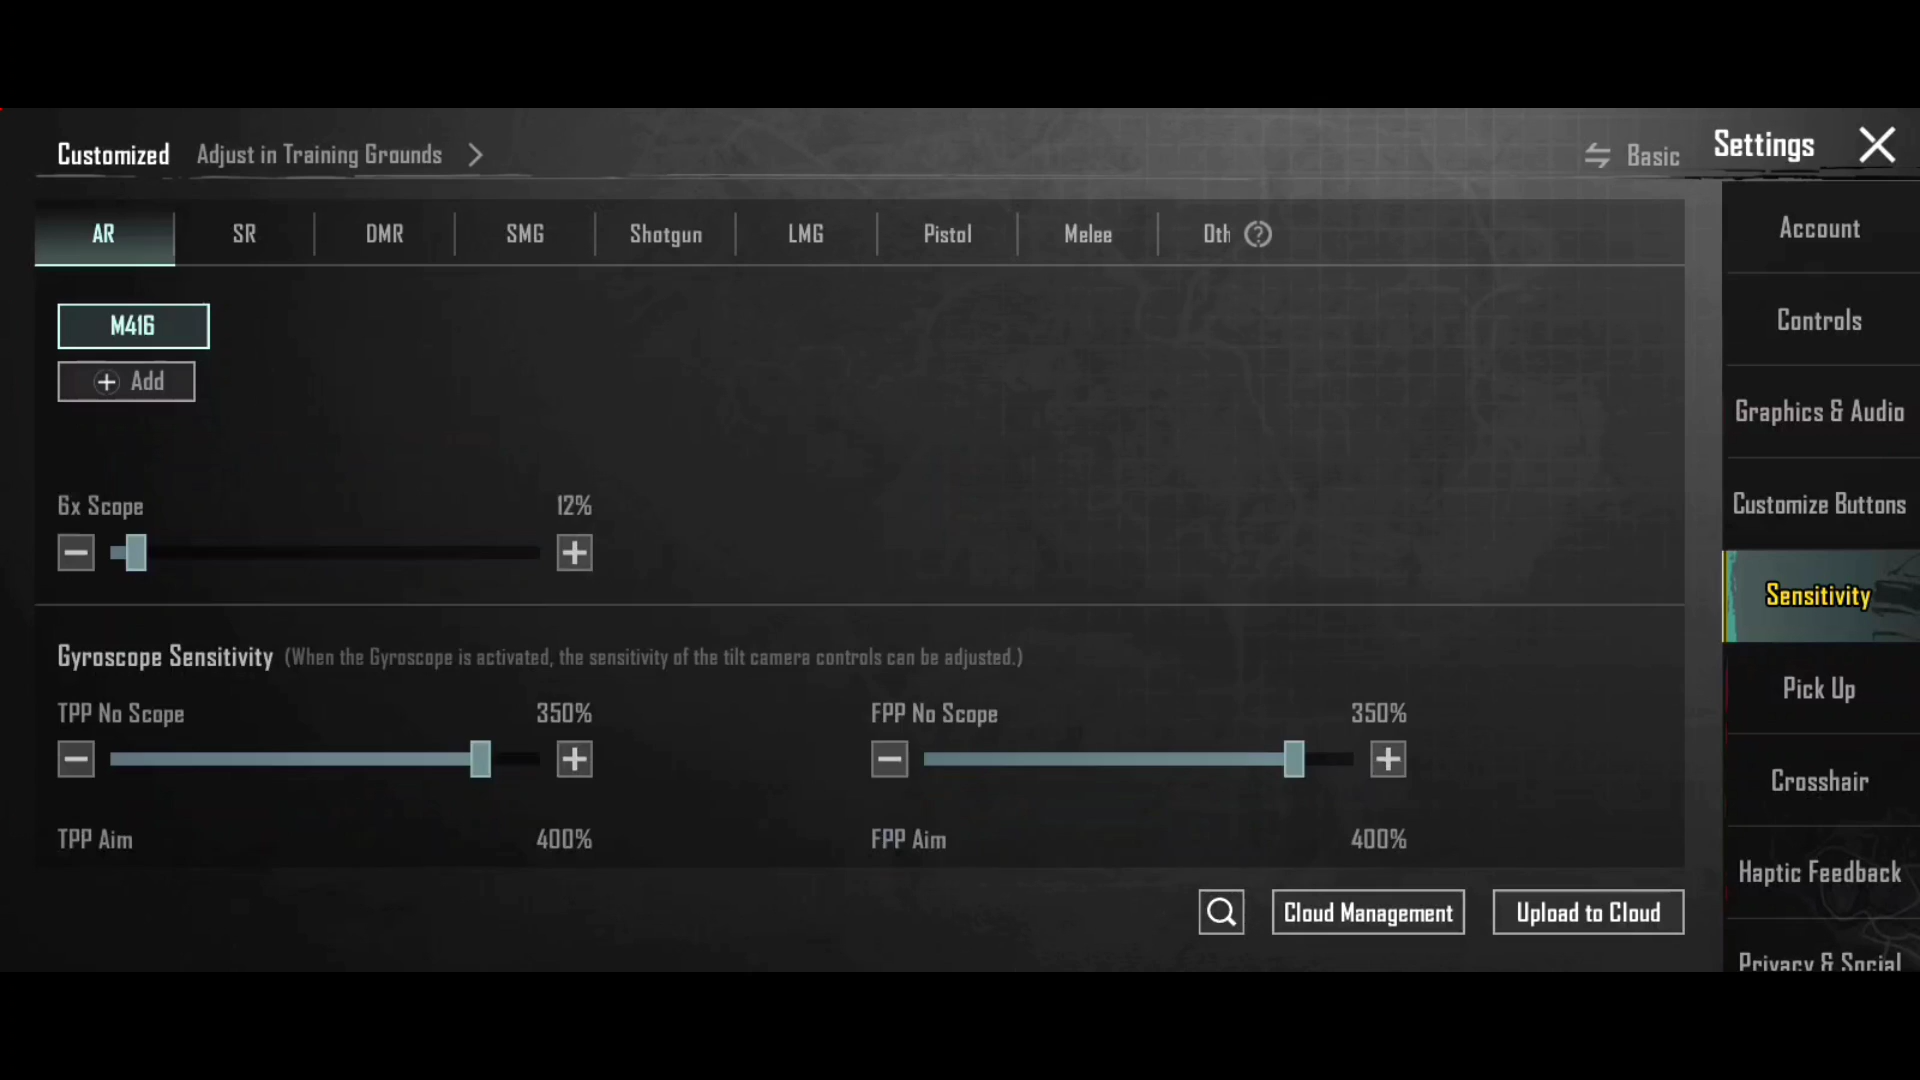 Customized Adjust in Training Grounds
Basic
Settings
AR SR DMR SMG Shotgun LMG Pistol Melee Oth
M416
Add
6x Scope 12%
Gyroscope Sensitivity (When the Gyroscope is activated, the sensitivity of the tilt camera controls can be adjusted.)
TPP No Scope 350%
FPP No Scope 350%
TPP Aim 400%
FPP Aim 400%
Cloud Management
Upload to Cloud
Account
Controls
Graphics & Audio
Customize Buttons
Sensitivity
Pick Up
Crosshair
Haptic Feedback
Privacy & Social